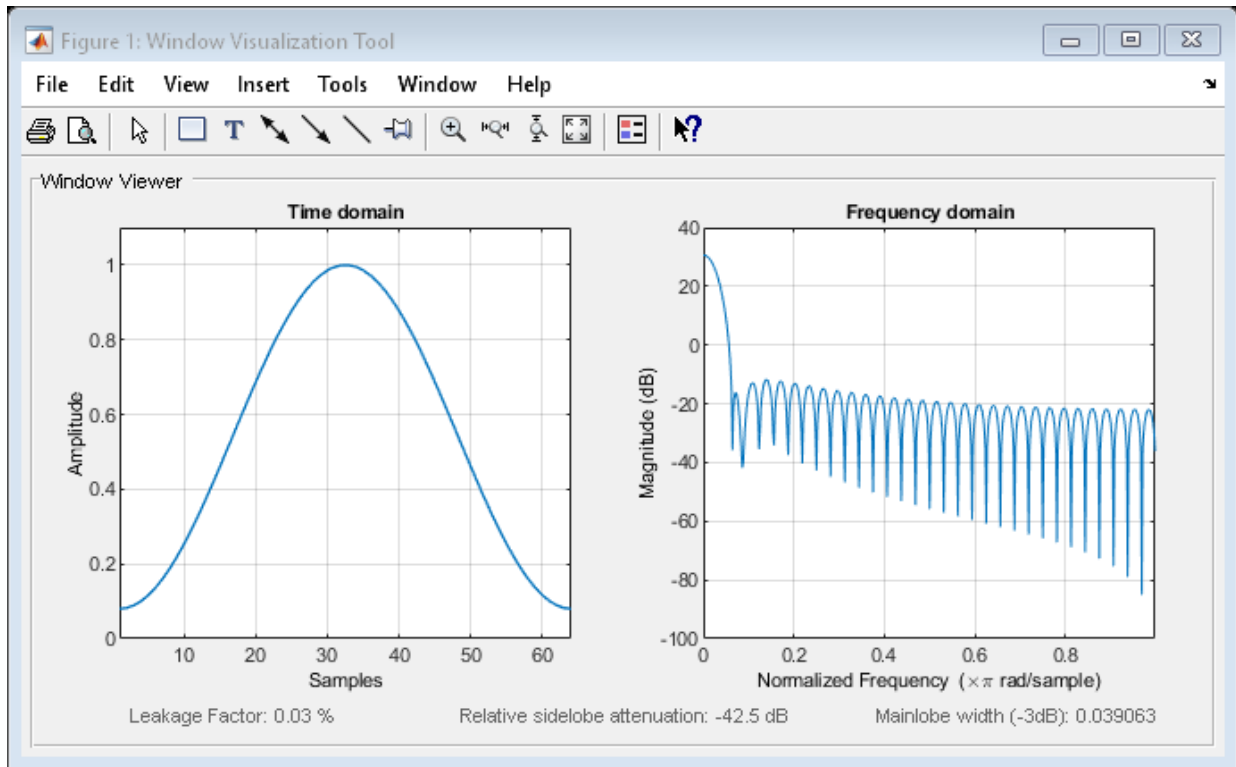 Figure 1: Window Visualization Tool
File Edit View Insert Tools Window Help
T
?
Window Viewer
Time domain
1
0.8
0.6
0.4
0.2
0
Amplitude
10 20 30 40 50 60
Samples
Frequency domain
40
20
0
-20
-40
-60
-80
-100
Magnitude (dB)
0 0.2 0.4 0.6 0.8
Normalized Frequency (×π rad/sample)
Leakage Factor: 0.03 % Relative sidelobe attenuation: -42.5 dB Mainlobe width (-3dB): 0.039063